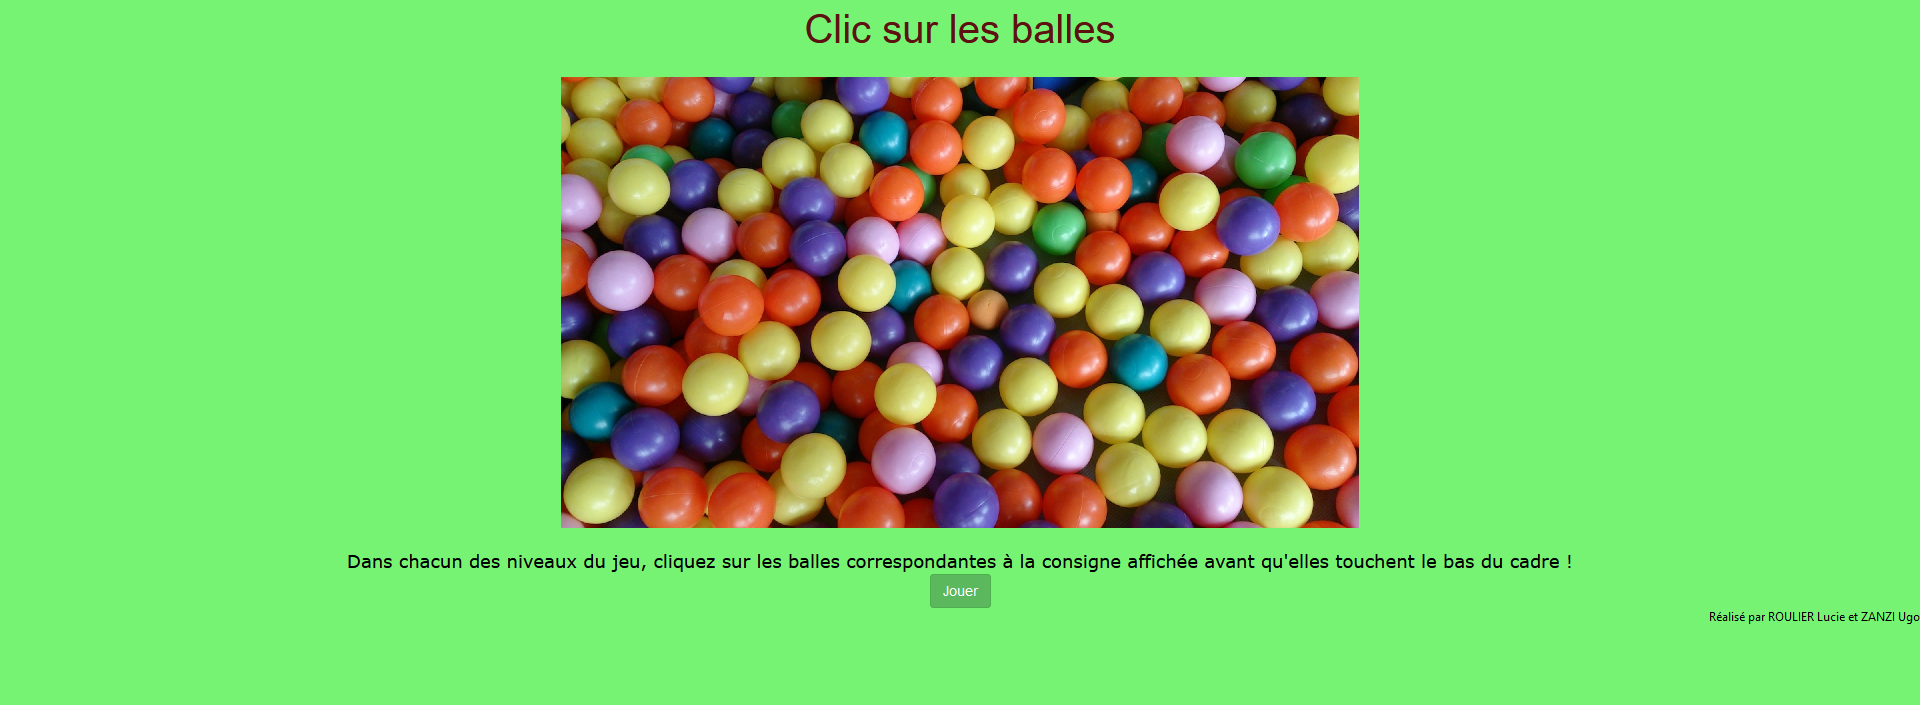 Clic sur les balles
Dans chacun des niveaux du jeu, cliquez sur les balles correspondantes à la consigne affichée avant qu'elles touchent le bas du cadre !
Jouer
Réalisé par ROULIER Lucie et ZANZI Ugo